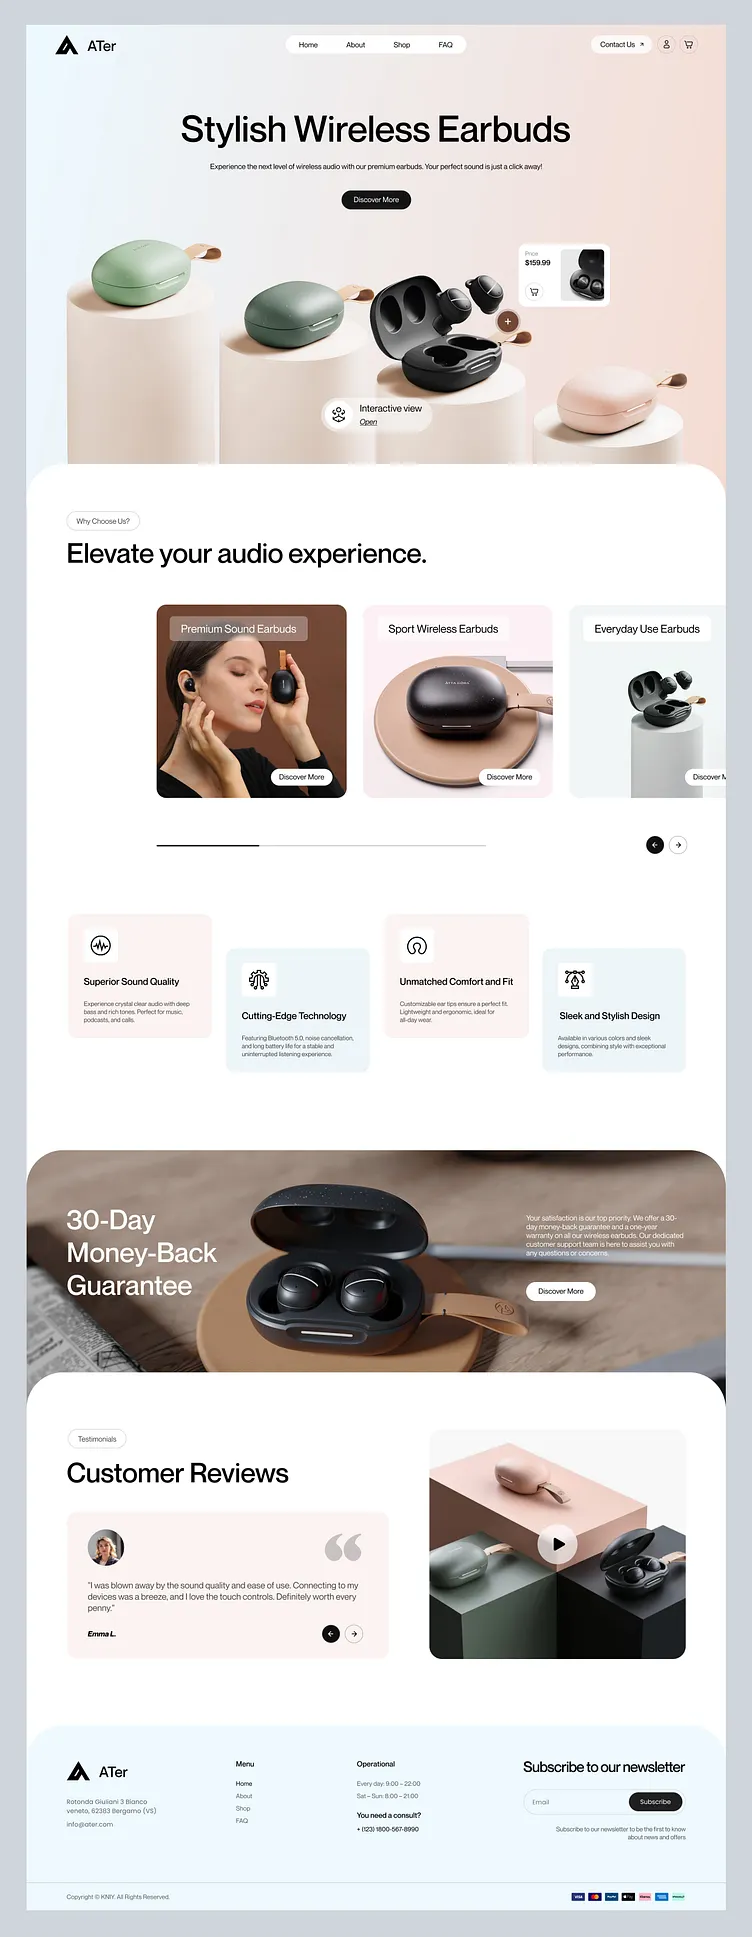 ATer
Home
About
Shop
FAQ
Contact Us
Stylish Wireless Earbuds
Experience the next level of wireless audio with our premium earbuds. Your perfect sound is just a click away!
Discover More
Price
$159.99
Interactive view
Open
Why Choose Us?
Elevate your audio experience.
Premium Sound Earbuds
Discover More
Sport Wireless Earbuds
Discover More
Everyday Use Earbuds
Discover M
Superior Sound Quality
Experience crystal clear audio with deep
bass and rich tones. Perfect for music,
podcasts, and calls.
Cutting-Edge Technology
Featuring Bluetooth 5.0, noise cancellation,
and long battery life for a stable and
uninterrupted listening experience.
Unmatched Comfort and Fit
Customizable ear tips ensure a perfect fit.
Lightweight and ergonomic, ideal for
all-day wear.
Sleek and Stylish Design
Available in various colors and sleek
designs, combining style with exceptional
performance.
30-Day
Money-Back
Guarantee
Your satisfaction is our top priority. We offer a 30-
day money-back guarantee and a one-year
warranty on all our wireless earbuds. Our dedicated
customer support team is here to assist you with
any questions or concerns.
Discover More
Testimonials
Customer Reviews
"I was blown away by the sound quality and ease of use. Connecting to my
devices was a breeze, and I love the touch controls. Definitely worth every
penny."
Emma L.
ATer
Rotonda Giuliani 3 Bianco
veneto, 62383 Bergamo (VS)
info@ater.com
Menu
Home
About
Shop
FAQ
Operational
Every day: 9:00 – 22:00
Sat – Sun: 8:00 – 21:00
You need a consult?
+ (123) 1800-567-8990
Subscribe to our newsletter
Email
Subscribe
Subscribe to our newsletter to be the first to know
about news and offers
Copyright © KNIY. All Rights Reserved.
VISA